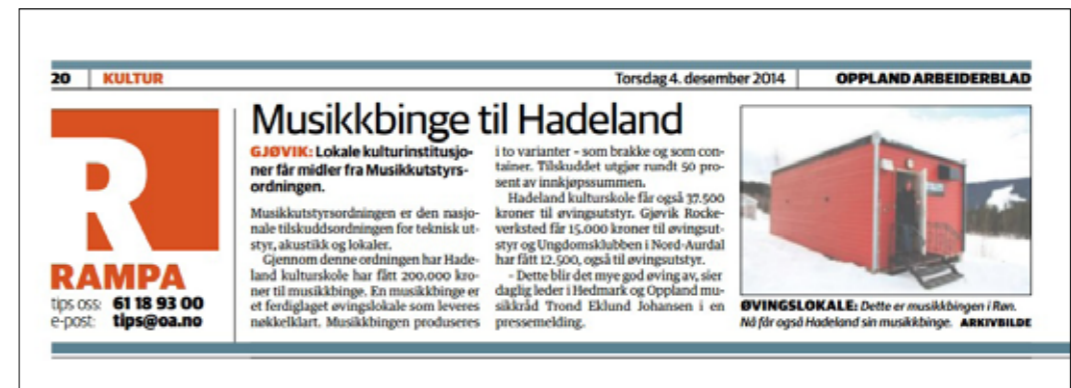 20 KULTUR Torsdag 4. desember 2014 OPPLAND ARBEIDERBLAD
R
RAMPA
tips oss: 61 18 93 00
e-post: tips@oa.no
Musikkbinge til Hadeland
GJØVIK: Lokale kulturinstitusjo-
ner får midler fra Musikkutstyrs-
ordningen.
Musikkutstyrsordningen er den nasjo-
nale tilskuddsordningen for teknisk ut-
styr, akustikk og lokaler.
Gjennom denne ordningen har Hade-
land kulturskole har fått 200.000 kro-
ner til musikkbinge. En musikkbinge er
et ferdiglaget øvingslokale som leveres
nøkkelklart. Musikkbingen produseres
i to varianter – som brakke og som con-
tainer. Tilskuddet utgjør rundt 50 pro-
sent av innkjøpssummen.
Hadeland kulturskole får også 37.500
kroner til øvingsutstyr. Gjøvik Rocke-
verksted får 15.000 kroner til øvingsut-
styr og Ungdomsklubben i Nord-Aurdal
har fått 12.500, også til øvingsutstyr.
– Dette blir det mye god øving av, sier
daglig leder i Hedmark og Oppland mu-
sikkråd Trond Eklund Johansen i en
pressemelding.
ØVINGSLOKALE: Dette er musikkbingen i Røn.
Nå får også Hadeland sin musikkbinge. ARKIVBILDE